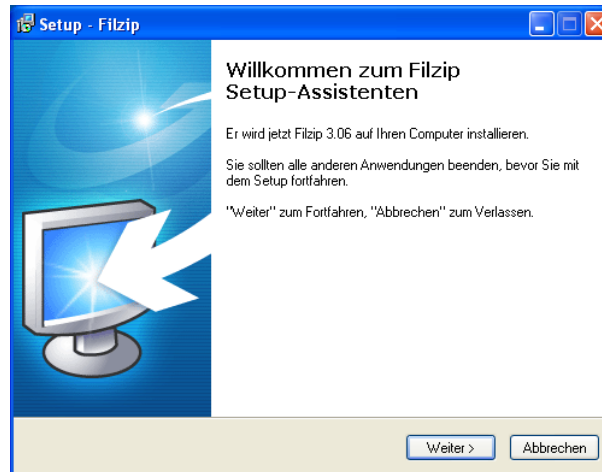 Setup - Filzip
Willkommen zum Filzip
Setup-Assistenten
Er wird jetzt Filzip 3.06 auf Ihren Computer installieren.
Sie sollten alle anderen Anwendungen beenden, bevor Sie mit
dem Setup fortfahren.
"Weiter" zum Fortfahren, "Abbrechen" zum Verlassen.
Weiter > Abbrechen